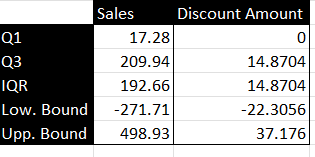 Sales Discount Amount
Q1 17.28 0
Q3 209.94 14.8704
IQR 192.66 14.8704
Low. Bound -271.71 -22.3056
Upp. Bound 498.93 37.176